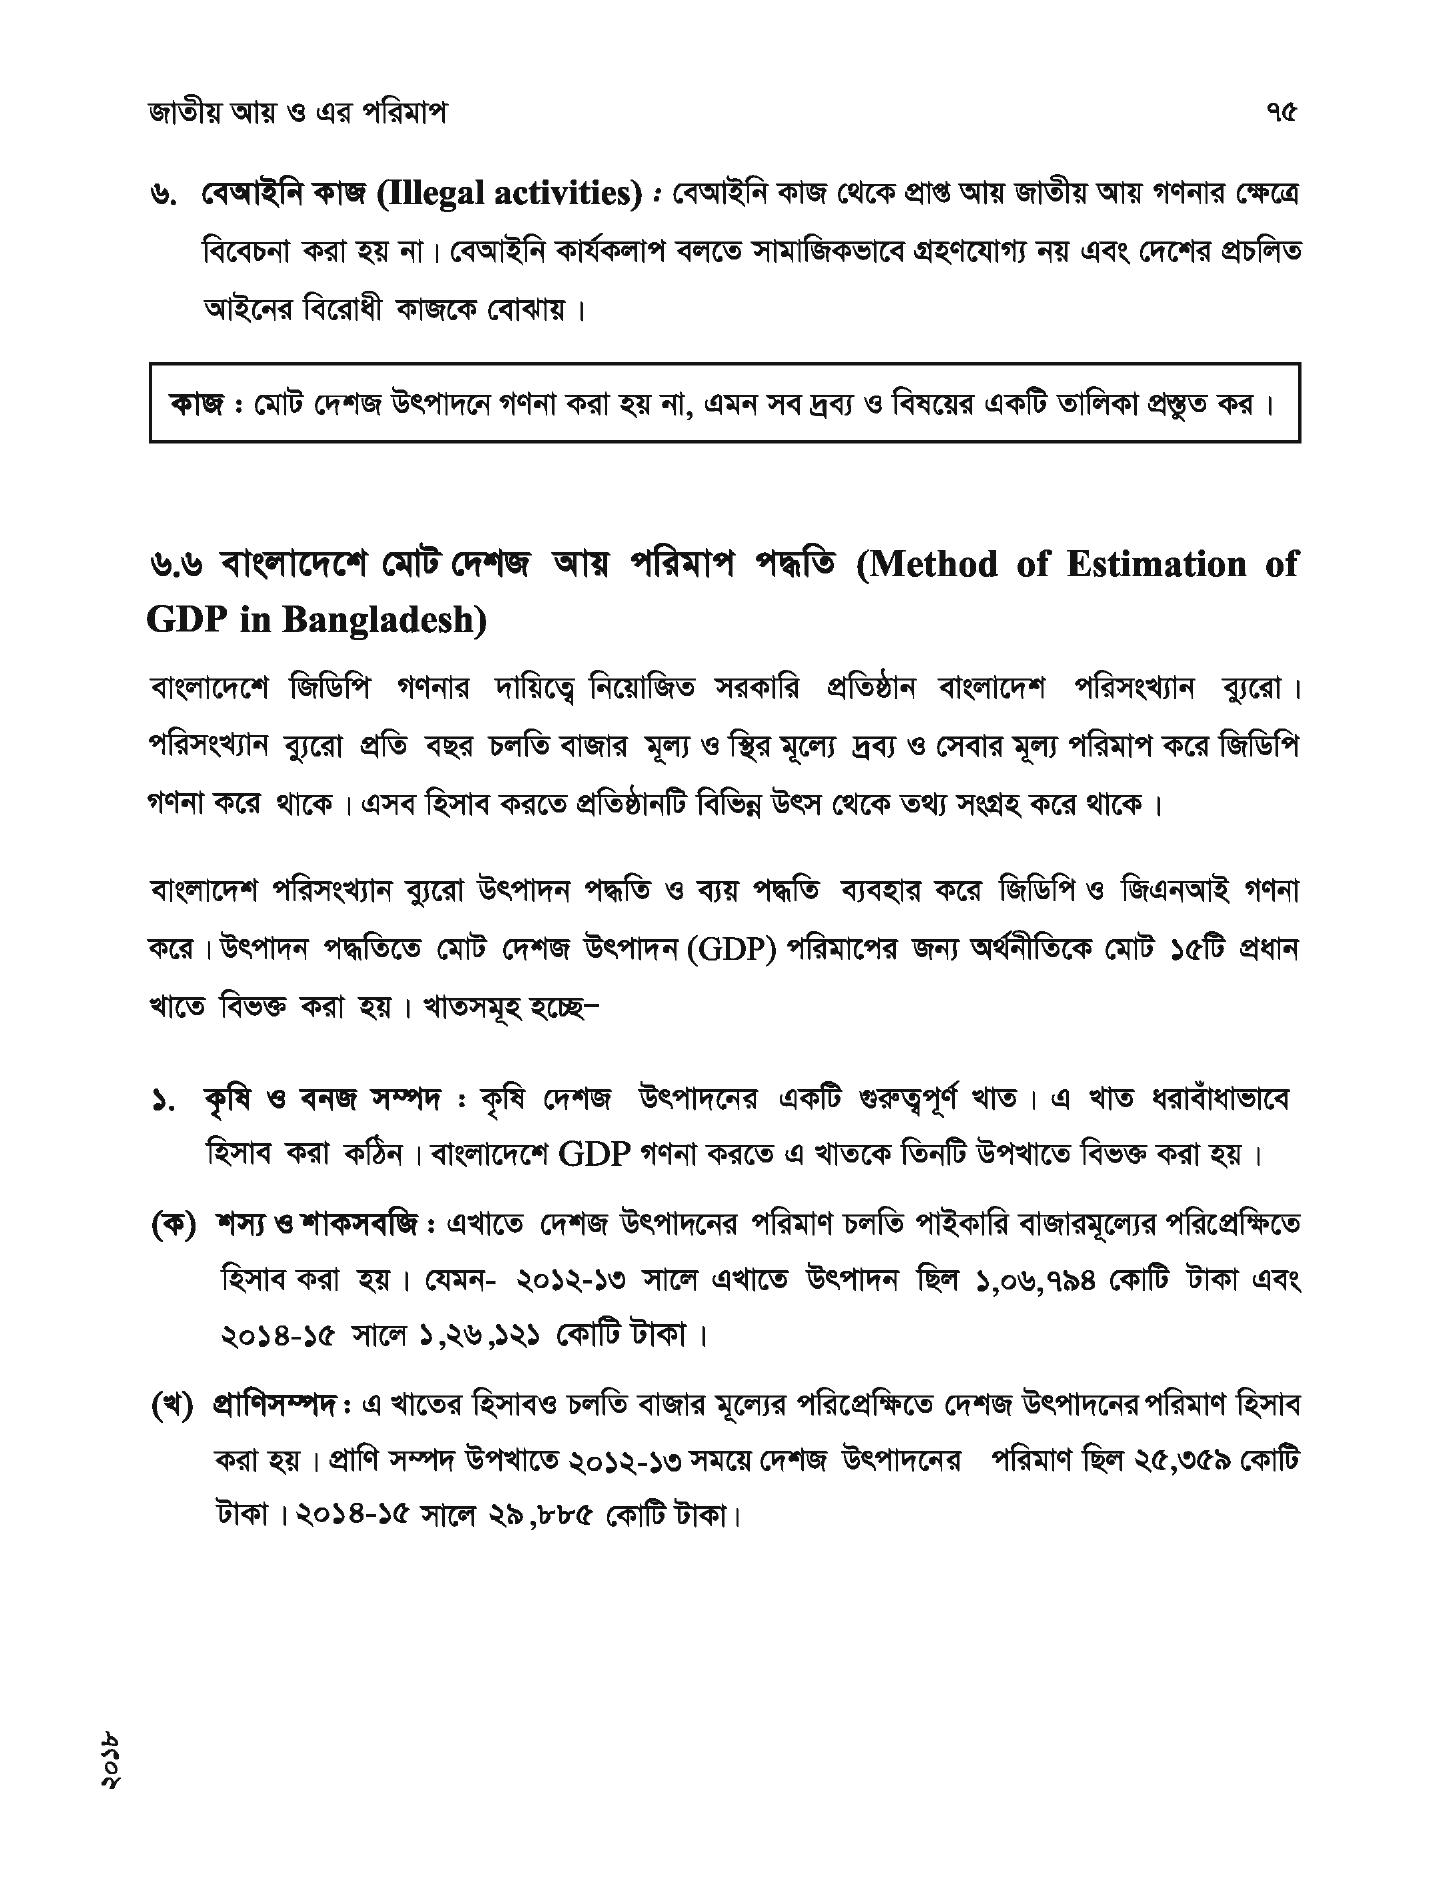 জাতীয় আয় ও এর পরিমাপ ৭৫
৬. বেআইনি কাজ (Illegal activities) : বেআইনি কাজ থেকে প্রাপ্ত আয় জাতীয় আয় গণনার ক্ষেত্রে
বিবেচনা করা হয় না। বেআইনি কার্যকলাপ বলতে সামাজিকভাবে গ্রহণযোগ্য নয় এবং দেশের প্রচলিত
আইনের বিরোধী কাজকে বোঝায়।
কাজ : মোট দেশজ উৎপাদনে গণনা করা হয় না, এমন সব দ্রব্য ও বিষয়ের একটি তালিকা প্রস্তুত কর।
৬.৬ বাংলাদেশে মোট দেশজ আয় পরিমাপ পদ্ধতি (Method of Estimation of
GDP in Bangladesh)
বাংলাদেশে জিডিপি গণনার দায়িত্বে নিয়োজিত সরকারি প্রতিষ্ঠান বাংলাদেশ পরিসংখ্যান ব্যুরো।
পরিসংখ্যান ব্যুরো প্রতি বছর চলতি বাজার মূল্য ও স্থির মূল্যে দ্রব্য ও সেবার মূল্য পরিমাপ করে জিডিপি
গণনা করে থাকে। এসব হিসাব করতে প্রতিষ্ঠানটি বিভিন্ন উৎস থেকে তথ্য সংগ্রহ করে থাকে।
বাংলাদেশ পরিসংখ্যান ব্যুরো উৎপাদন পদ্ধতি ও ব্যয় পদ্ধতি ব্যবহার করে জিডিপি ও জিএনআই গণনা
করে। উৎপাদন পদ্ধতিতে মোট দেশজ উৎপাদন (GDP) পরিমাপের জন্য অর্থনীতিকে মোট ১৫টি প্রধান
খাতে বিভক্ত করা হয়। খাতসমূহ হচ্ছে–
১. কৃষি ও বনজ সম্পদ : কৃষি দেশজ উৎপাদনের একটি গুরুত্বপূর্ণ খাত। এ খাত ধরাবাঁধাভাবে
হিসাব করা কঠিন। বাংলাদেশে GDP গণনা করতে এ খাতকে তিনটি উপখাতে বিভক্ত করা হয়।
(ক) শস্য ও শাকসবজি : এখাতে দেশজ উৎপাদনের পরিমাণ চলতি পাইকারি বাজারমূল্যের পরিপ্রেক্ষিতে
হিসাব করা হয়। যেমন- ২০১২-১৩ সালে এখাতে উৎপাদন ছিল ১,০৬,৭৯৪ কোটি টাকা এবং
২০১৪-১৫ সালে ১,২৬,১২১ কোটি টাকা।
(খ) প্রাণিসম্পদ : এ খাতের হিসাবও চলতি বাজার মূল্যের পরিপ্রেক্ষিতে দেশজ উৎপাদনের পরিমাণ হিসাব
করা হয়। প্রাণি সম্পদ উপখাতে ২০১২-১৩ সময়ে দেশজ উৎপাদনের পরিমাণ ছিল ২৫,৩৫৯ কোটি
টাকা। ২০১৪-১৫ সালে ২৯,৮৮৫ কোটি টাকা।
২০১৮